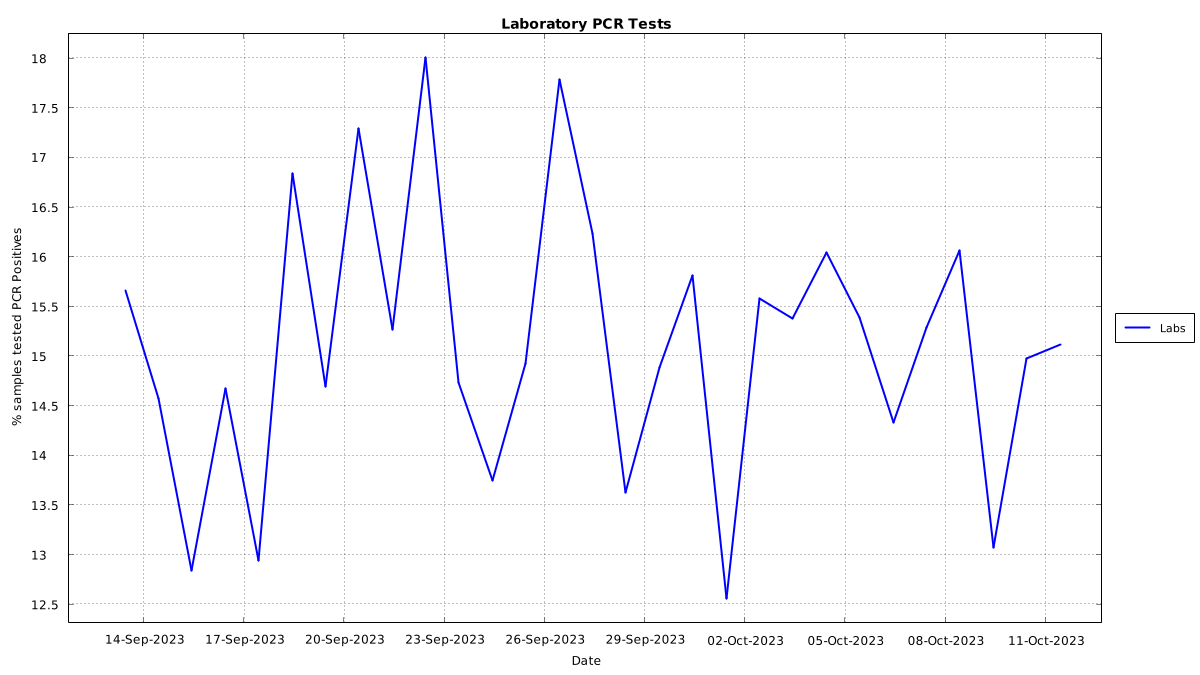 Laboratory PCR Tests
18
17.5
17
16.5
16
15.5
15
14.5
14
13.5
13
12.5
% samples tested PCR Positives
14-Sep-2023 17-Sep-2023 20-Sep-2023 23-Sep-2023 26-Sep-2023 29-Sep-2023 02-Oct-2023 05-Oct-2023 08-Oct-2023 11-Oct-2023
Date
Labs